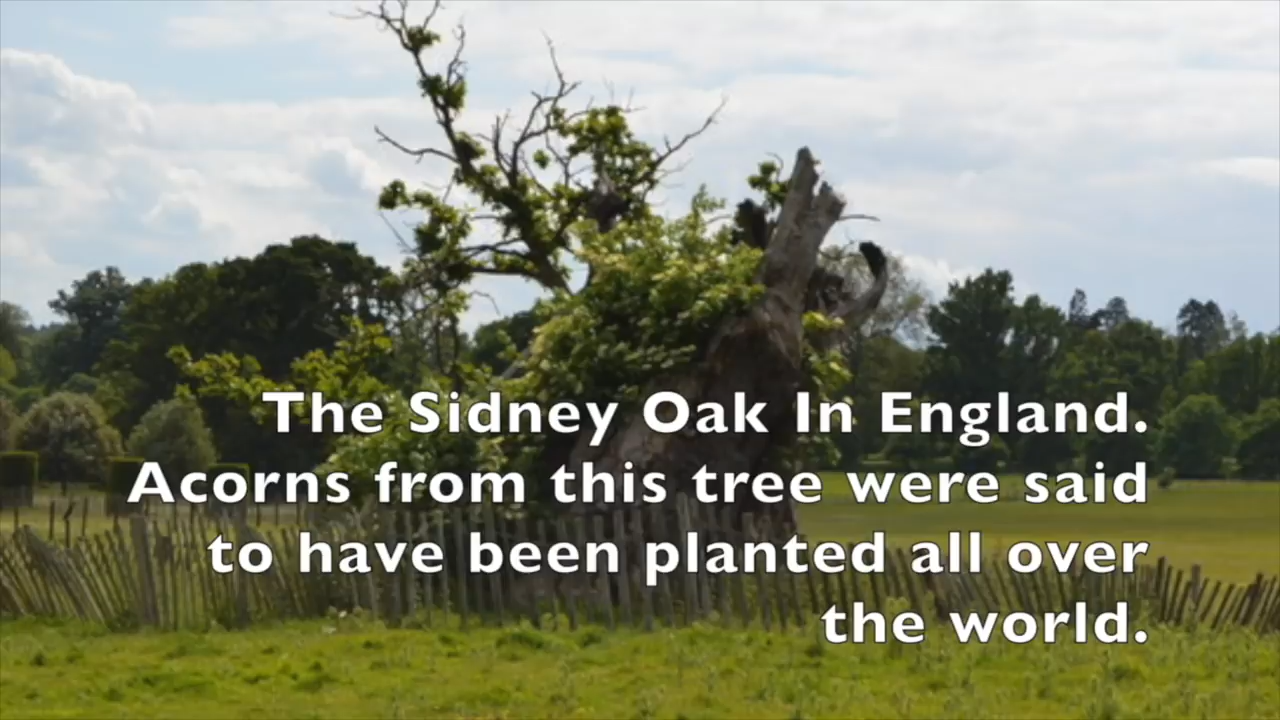 The Sidney Oak In England.
Acorns from this tree were said
to have been planted all over
the world.